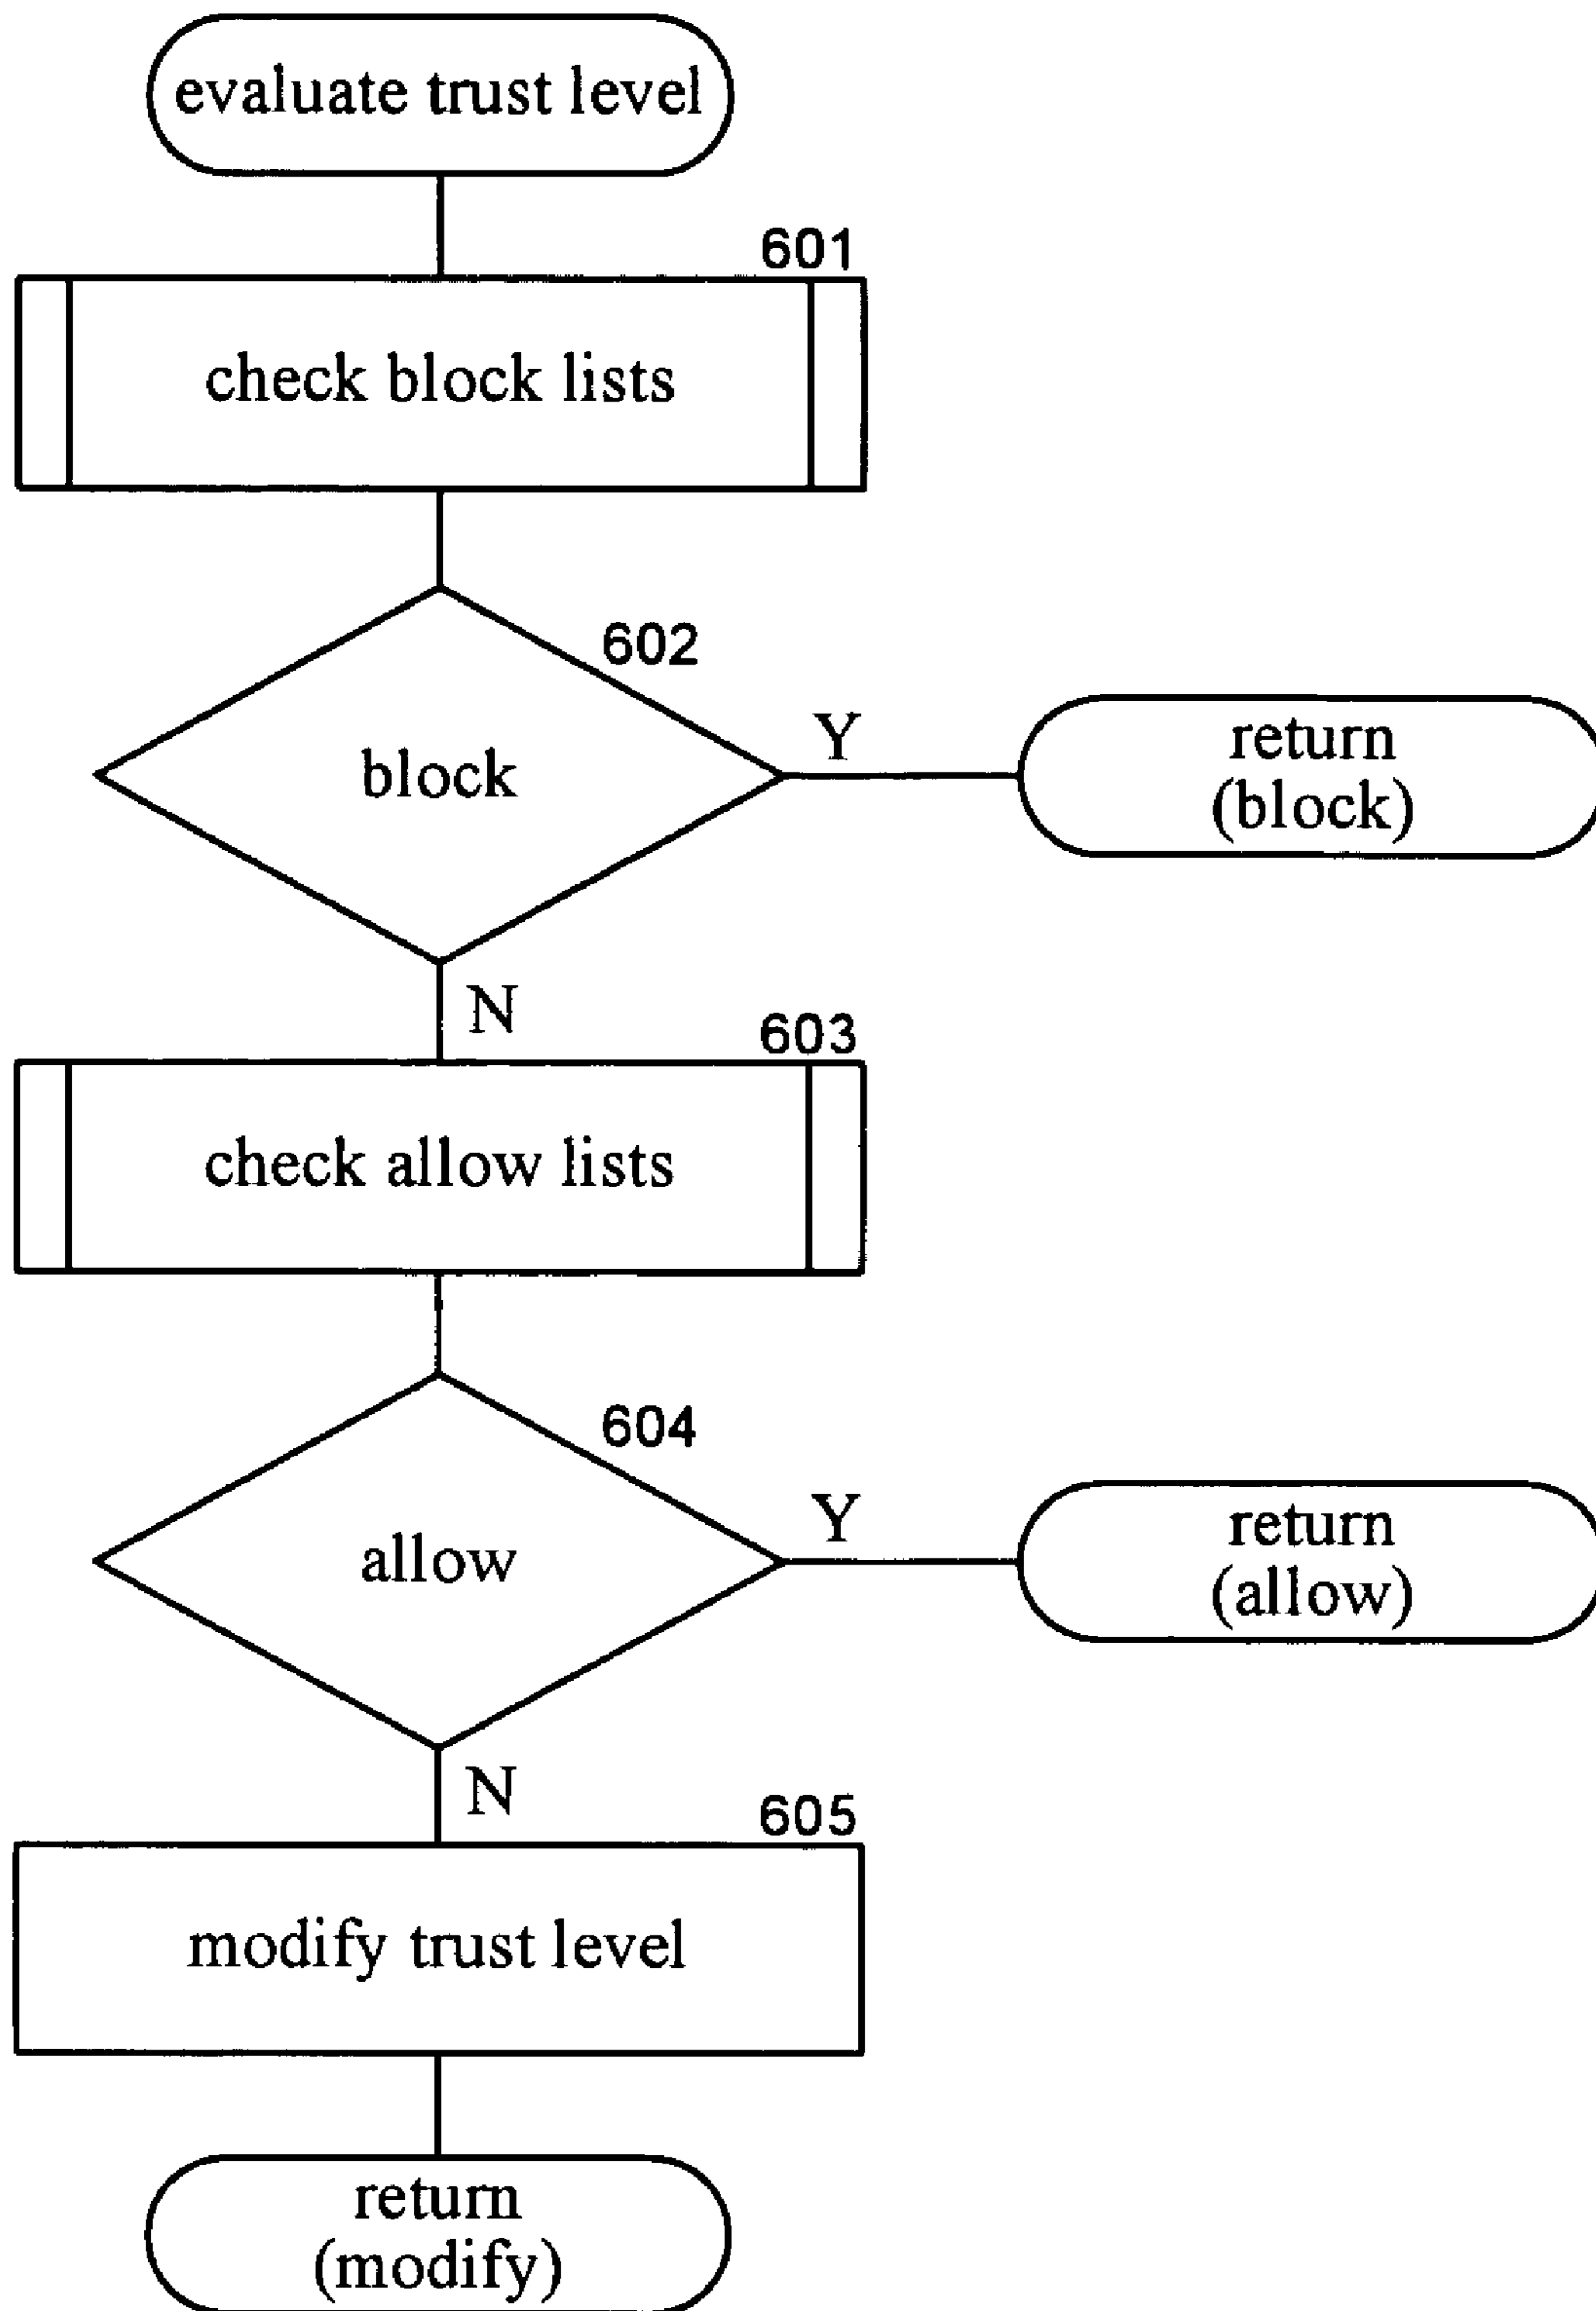 evaluate trust level
601
check block lists
602
block
Y
return
(block)
N
603
check allow lists
604
allow
Y
return
(allow)
N
605
modify trust level
return
(modify)